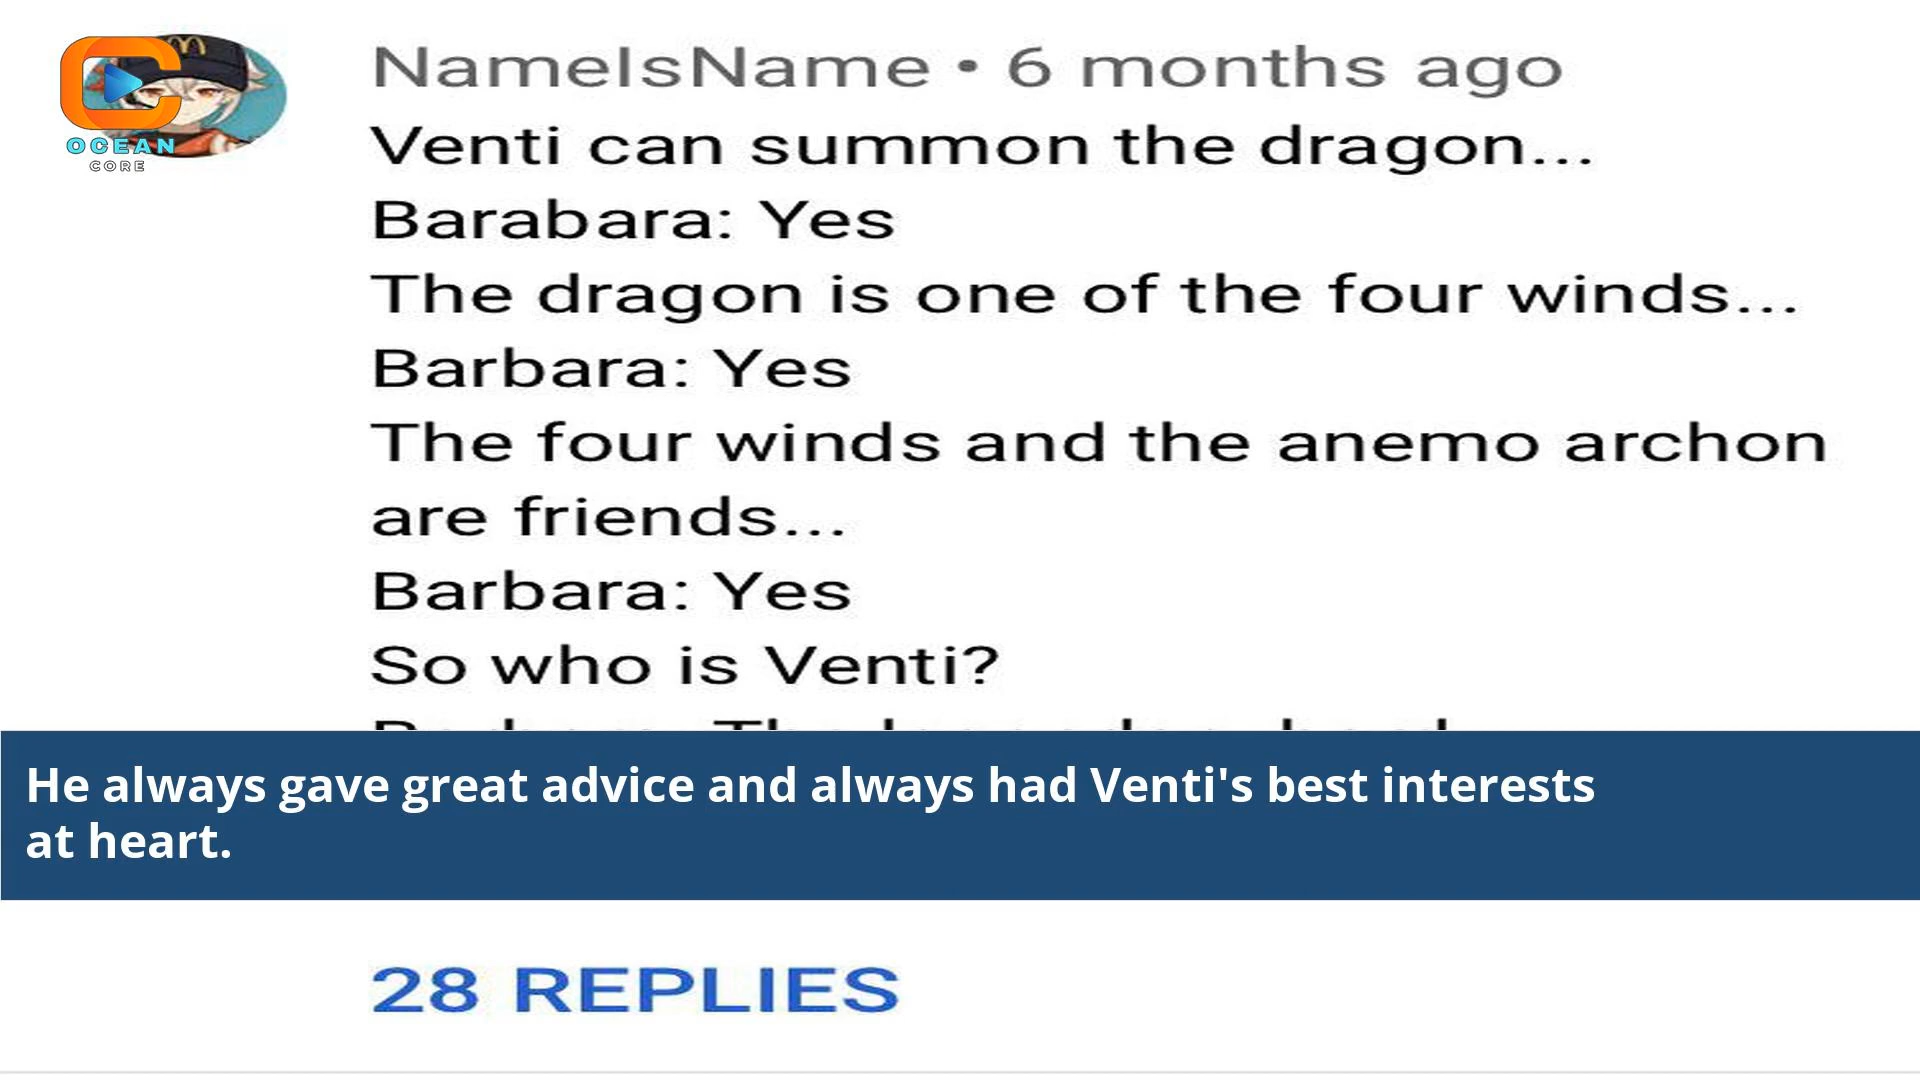 OCEAN
CORE
NameIsName • 6 months ago
Venti can summon the dragon...
Barabara: Yes
The dragon is one of the four winds...
Barbara: Yes
The four winds and the anemo archon
are friends...
Barbara: Yes
So who is Venti?
He always gave great advice and always had Venti's best interests
at heart.
28 REPLIES